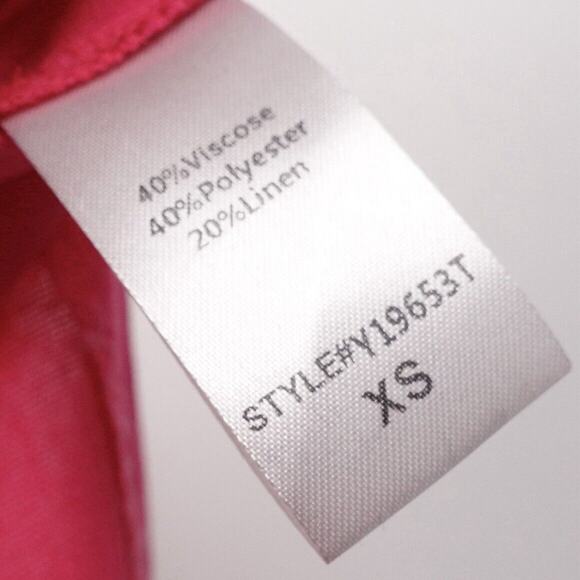 40%Viscose
40%Polyester
20%Linen
STYLE#Y19653T
XS